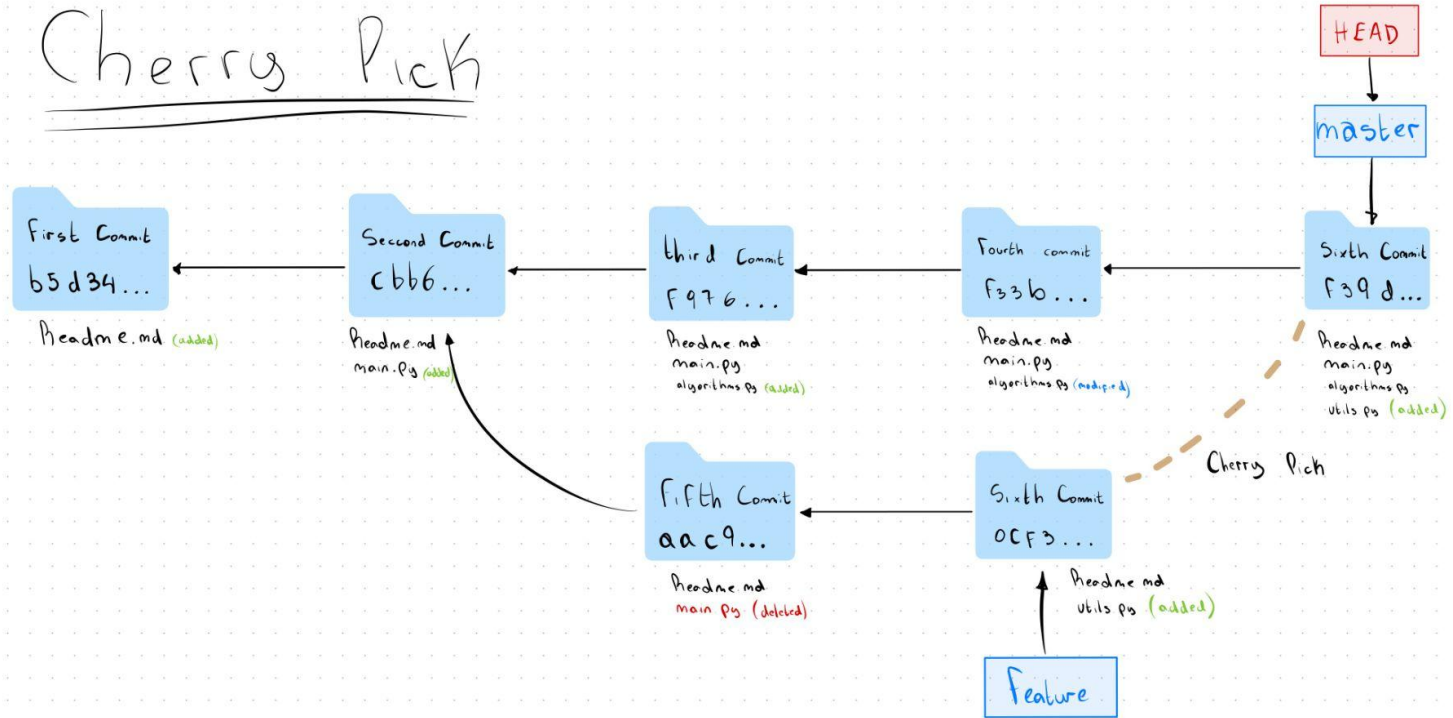 Cherry Pick
HEAD
master
First Commit
b5d34...
Readme.md (added)
Seccond Commit
cbb6...
Readme.md
main.py (added)
third Commit
f976...
Readme.md
main.py
algorithms.py (added)
Fourth commit
f33b...
Readme.md
main.py
algorithms.py (modified)
Sixth Commit
f39d...
Readme.md
main.py
algorithms.py
utils.py (added)
Cherry Pick
Fifth Commit
aac9...
Readme.md
main.py (deleted)
Sixth Commit
0cf3...
Readme.md
utils.py (added)
Feature